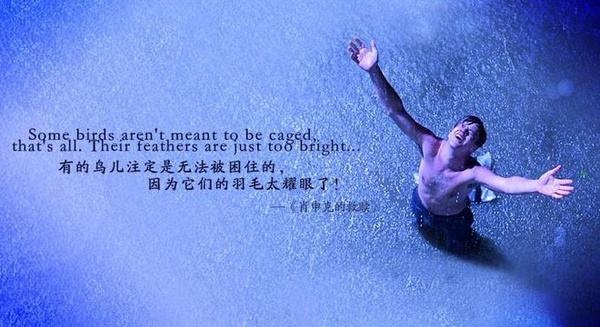 Some birds aren't meant to be caged,
that's all. Their feathers are just too bright...
有的鸟儿注定是无法被困住的，
因为它们的羽毛太耀眼了！
—《肖申克的救赎